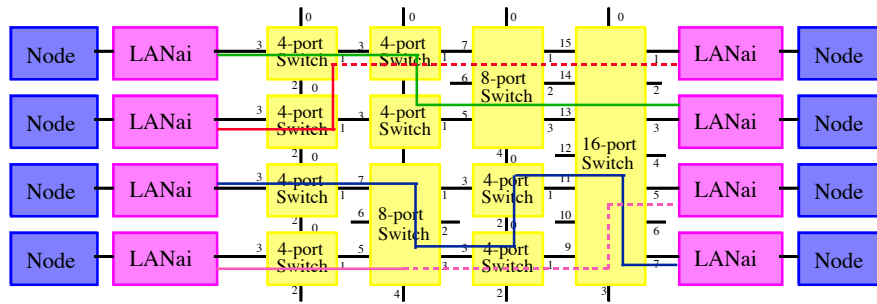 0 0 0 0
Node LANai 3 4-port 3 4-port 7 15 LANai Node
Switch 1 Switch 1 1 1
2 0 6 8-port 14
Switch 2 2
Node LANai 3 4-port 4-port 5 13 LANai Node
Switch 1 Switch 1 3 3
16-port
2 0 4 0 12 Switch 4
Node LANai 3 4-port 7 3 4-port 11 LANai Node
Switch 1 Switch 1 5
2 0 6 8-port 2 2 0 10 6
Switch
Node LANai 3 4-port 5 3 4-port 9 LANai Node
Switch 1 Switch 1 7
2 4 2 3